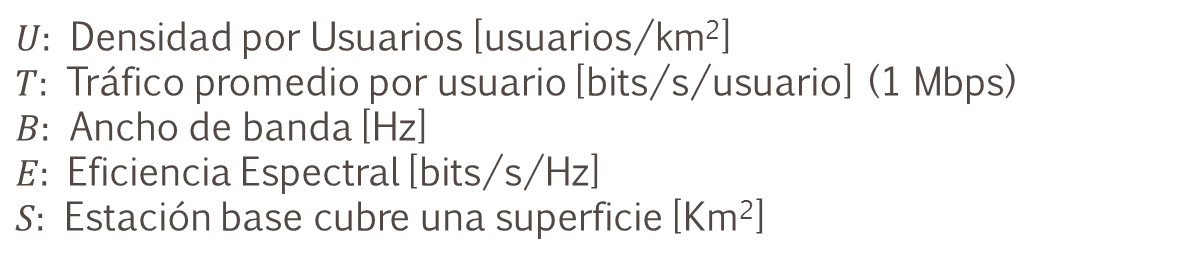 U: Densidad por Usuarios [usuarios/km²]
T: Tráfico promedio por usuario [bits/s/usuario] (1 Mbps)
B: Ancho de banda [Hz]
E: Eficiencia Espectral [bits/s/Hz]
S: Estación base cubre una superficie [Km²]